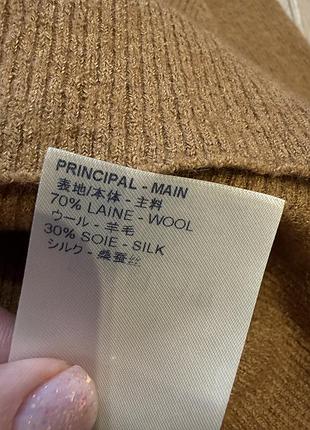 PRINCIPAL - MAIN
表地/本体 - 主料
70% LAINE - WOOL
ウール - 羊毛
30% SOIE - SILK
シルク - 桑蚕丝